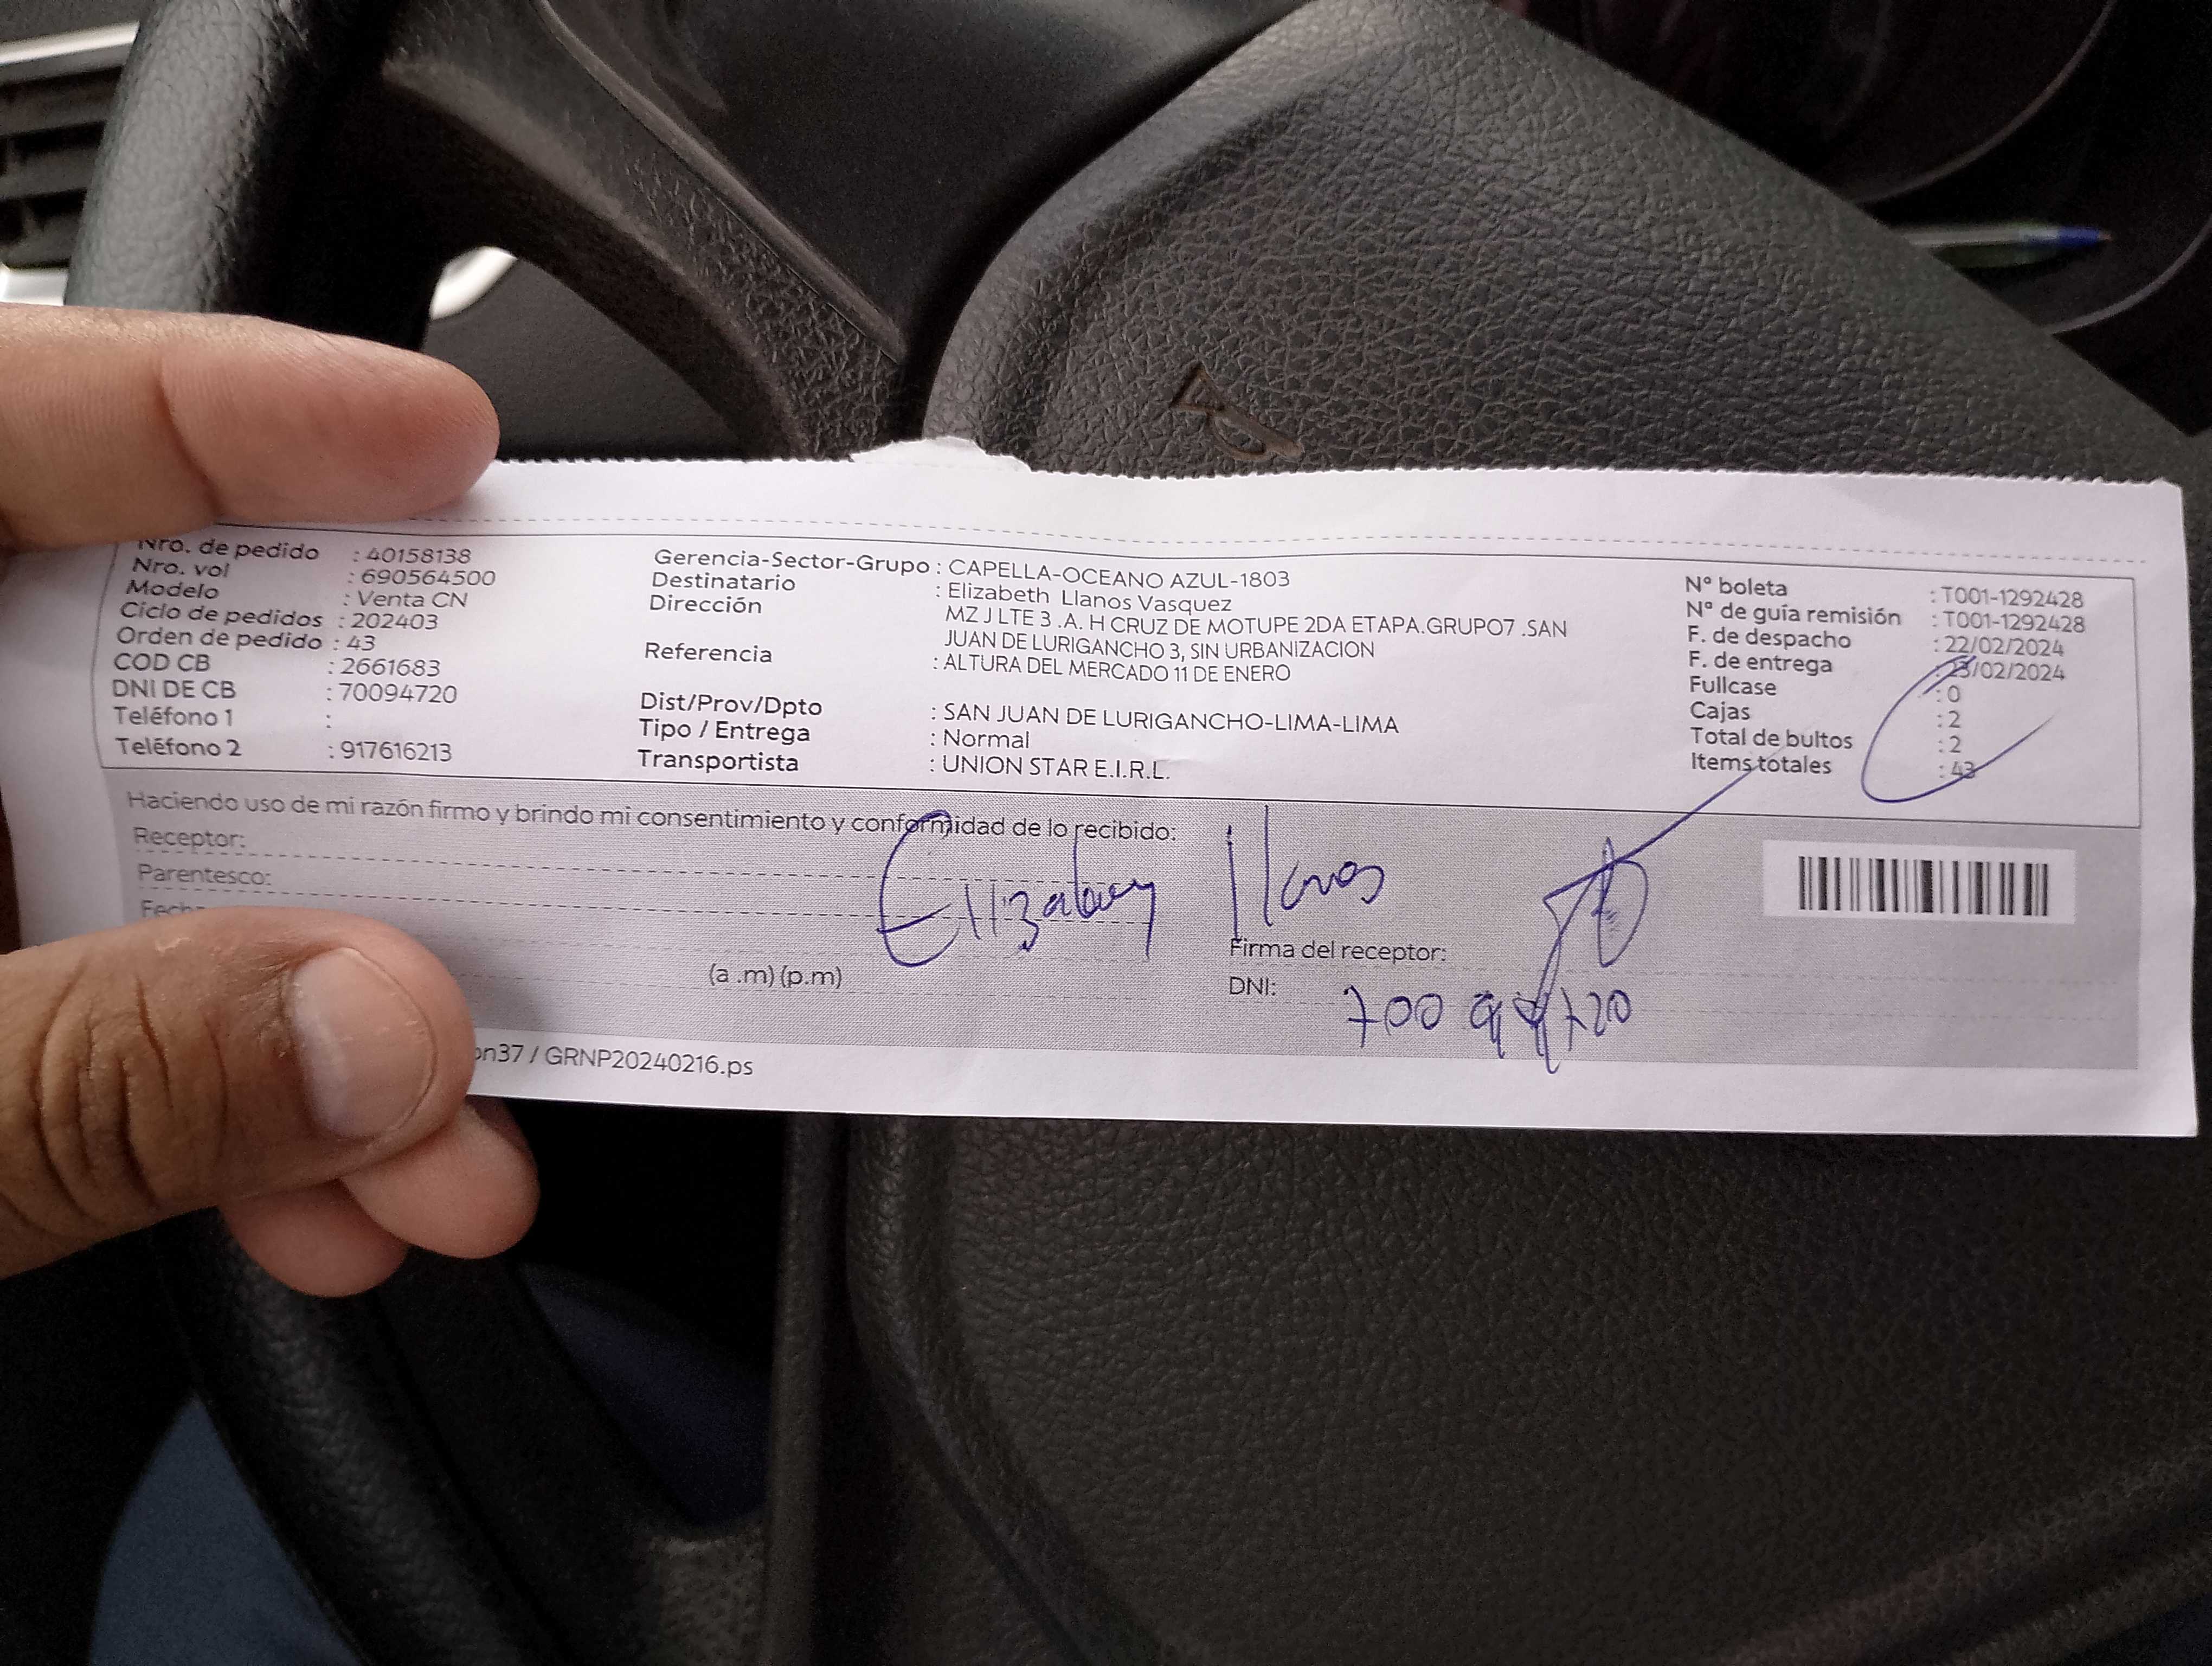 Nro. de pedido : 40158138
Nro. vol : 690564500
Modelo : Venta CN
Ciclo de pedidos : 202403
Orden de pedido : 43
COD CB : 2661683
DNI DE CB : 70094720
Teléfono 1 :
Teléfono 2 : 917616213
Gerencia-Sector-Grupo : CAPELLA-OCEANO AZUL-1803
Destinatario : Elizabeth Llanos Vasquez
Dirección MZ J LTE 3 .A. H CRUZ DE MOTUPE 2DA ETAPA.GRUPO7 .SAN
JUAN DE LURIGANCHO 3, SIN URBANIZACION
Referencia : ALTURA DEL MERCADO 11 DE ENERO
Dist/Prov/Dpto : SAN JUAN DE LURIGANCHO-LIMA-LIMA
Tipo / Entrega : Normal
Transportista : UNION STAR E.I.R.L.
Nº boleta : T001-1292428
Nº de guía remisión : T001-1292428
F. de despacho : 22/02/2024
F. de entrega : 23/02/2024
Fullcase : 0
Cajas : 2
Total de bultos : 2
Items totales : 43
Haciendo uso de mi razón firmo y brindo mi consentimiento y conformidad de lo recibido:
Receptor:
Parentesco:
Llanos
Firma del receptor:
(a .m) (p.m)
DNI: 70094720
on37 / GRNP20240216.ps